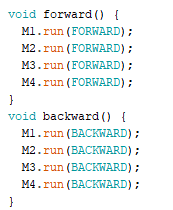 void forward() {
M1.run(FORWARD);
M2.run(FORWARD);
M3.run(FORWARD);
M4.run(FORWARD);
}
void backward() {
M1.run(BACKWARD);
M2.run(BACKWARD);
M3.run(BACKWARD);
M4.run(BACKWARD);
}